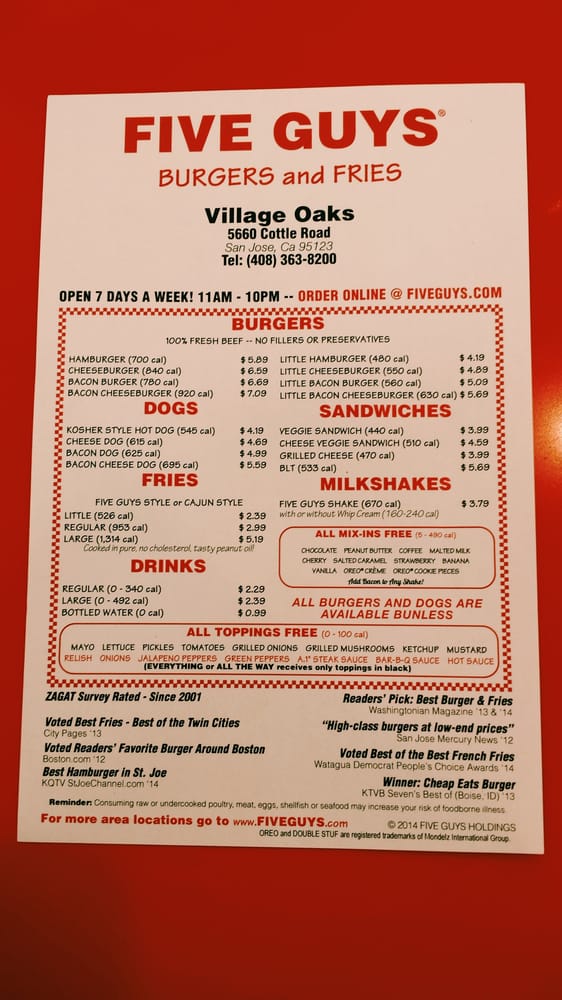 FIVE GUYS®
BURGERS and FRIES
Village Oaks
5660 Cottle Road
San Jose, Ca 95123
Tel: (408) 363-8200
OPEN 7 DAYS A WEEK! 11AM - 10PM -- ORDER ONLINE @ FIVEGUYS.COM
BURGERS
100% FRESH BEEF -- NO FILLERS OR PRESERVATIVES
HAMBURGER (700 cal) $5.89
CHEESEBURGER (840 cal) $6.59
BACON BURGER (780 cal) $6.69
BACON CHEESEBURGER (920 cal) $7.09
LITTLE HAMBURGER (480 cal) $4.19
LITTLE CHEESEBURGER (550 cal) $4.89
LITTLE BACON BURGER (560 cal) $5.09
LITTLE BACON CHEESEBURGER (630 cal) $5.69
DOGS
KOSHER STYLE HOT DOG (545 cal) $4.19
CHEESE DOG (615 cal) $4.69
BACON DOG (625 cal) $4.99
BACON CHEESE DOG (695 cal) $5.59
SANDWICHES
VEGGIE SANDWICH (440 cal) $3.99
CHEESE VEGGIE SANDWICH (510 cal) $4.59
GRILLED CHEESE (470 cal) $3.99
BLT (533 cal) $5.69
FRIES
FIVE GUYS STYLE or CAJUN STYLE
LITTLE (526 cal) $2.39
REGULAR (953 cal) $2.99
LARGE (1,314 cal) $5.19
Cooked in pure, no cholesterol, tasty peanut oil!
MILKSHAKES
FIVE GUYS SHAKE (670 cal) $3.79
with or without Whip Cream (160-240 cal)
ALL MIX-INS FREE (5 - 490 cal)
CHOCOLATE PEANUT BUTTER COFFEE MALTED MILK
CHERRY SALTED CARAMEL STRAWBERRY BANANA
VANILLA OREO® CRÈME OREO® COOKIE PIECES
Add Bacon to Any Shake!
DRINKS
REGULAR (0 - 340 cal) $2.29
LARGE (0 - 492 cal) $2.39
BOTTLED WATER (0 cal) $0.99
ALL BURGERS AND DOGS ARE
AVAILABLE BUNLESS
ALL TOPPINGS FREE (0 - 100 cal)
MAYO LETTUCE PICKLES TOMATOES GRILLED ONIONS GRILLED MUSHROOMS KETCHUP MUSTARD
RELISH ONIONS JALAPENO PEPPERS GREEN PEPPERS A.1® STEAK SAUCE BAR-B-Q SAUCE HOT SAUCE
(EVERYTHING or ALL THE WAY receives only toppings in black)
ZAGAT Survey Rated - Since 2001
Voted Best Fries - Best of the Twin Cities
City Pages '13
Voted Readers' Favorite Burger Around Boston
Boston.com '12
Best Hamburger in St. Joe
KQTV StJoeChannel.com '14
Readers' Pick: Best Burger & Fries
Washingtonian Magazine '13 & '14
"High-class burgers at low-end prices"
San Jose Mercury News '12
Voted Best of the Best French Fries
Watagua Democrat People's Choice Awards '14
Winner: Cheap Eats Burger
KTVB Seven's Best of (Boise, ID) '13
Reminder: Consuming raw or undercooked poultry, meat, eggs, shellfish or seafood may increase your risk of foodborne illness.
For more area locations go to www.FIVEGUYS.com
© 2014 FIVE GUYS HOLDINGS
OREO and DOUBLE STUF are registered trademarks of Mondelz International Group.